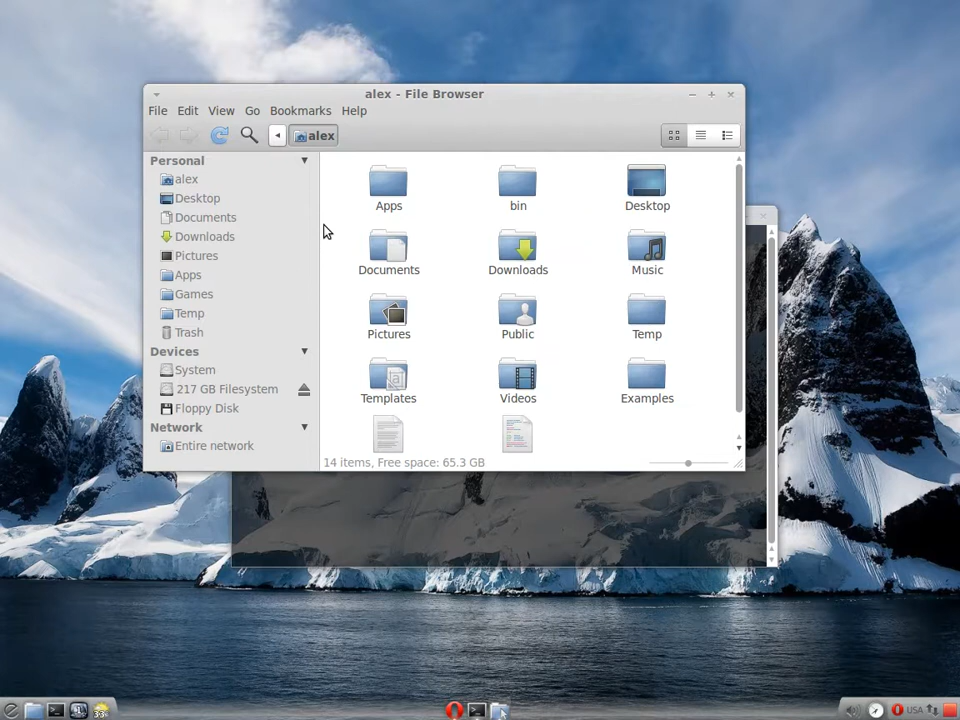 alex - File Browser
File Edit View Go Bookmarks Help
alex
Personal
alex
Desktop
Documents
Downloads
Pictures
Apps
Games
Temp
Trash
Devices
System
217 GB Filesystem
Floppy Disk
Network
Entire network
Apps bin Desktop
Documents Downloads Music
Pictures Public Temp
Templates Videos Examples
14 items, Free space: 65.3 GB
USA